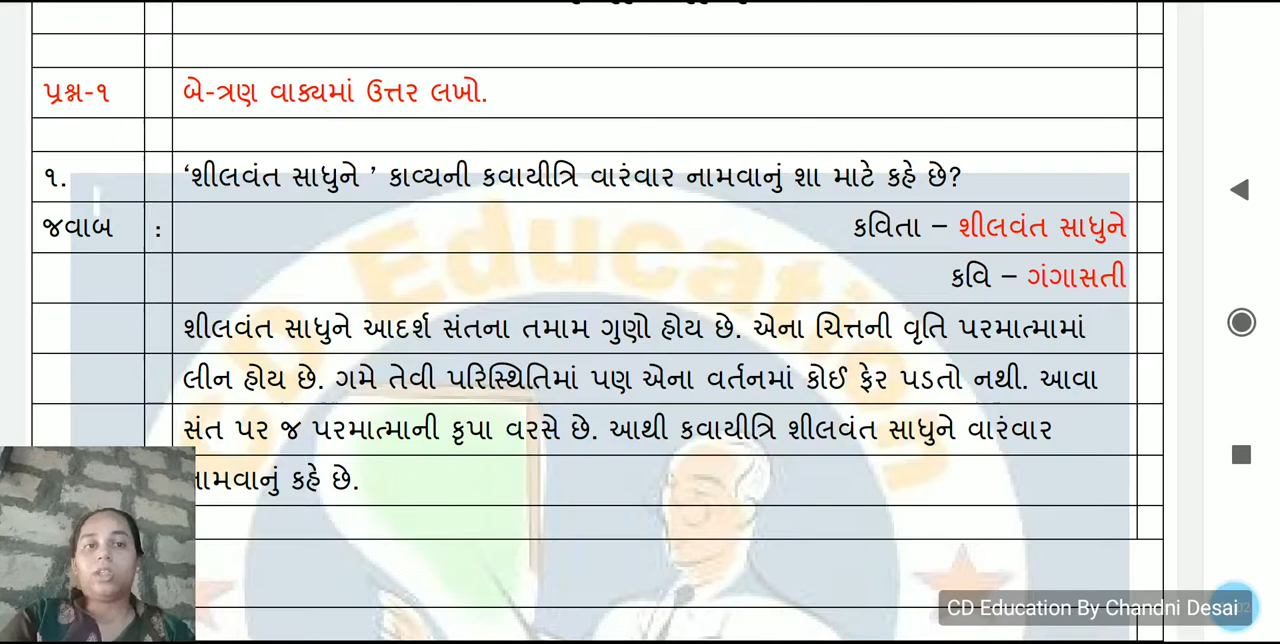 પ્રશ્ન-૧ બે-ત્રણ વાક્યમાં ઉત્તર લખો.
૧. ‘શીલવંત સાધુને ’ કાવ્યની કવાયીત્રિ વારંવાર નામવાનું શા માટે કહે છે?
જવાબ : કવિતા – શીલવંત સાધુને
કવિ – ગંગાસતી
શીલવંત સાધુને આદર્શ સંતના તમામ ગુણો હોય છે. એના ચિત્તની વૃતિ પરમાત્મામાં
લીન હોય છે. ગમે તેવી પરિસ્થિતિમાં પણ એના વર્તનમાં કોઈ ફેર પડતો નથી. આવા
સંત પર જ પરમાત્માની કૃપા વરસે છે. આથી કવાયીત્રિ શીલવંત સાધુને વારંવાર
નામવાનું કહે છે.
CD Education
CD Education By Chandni Desai